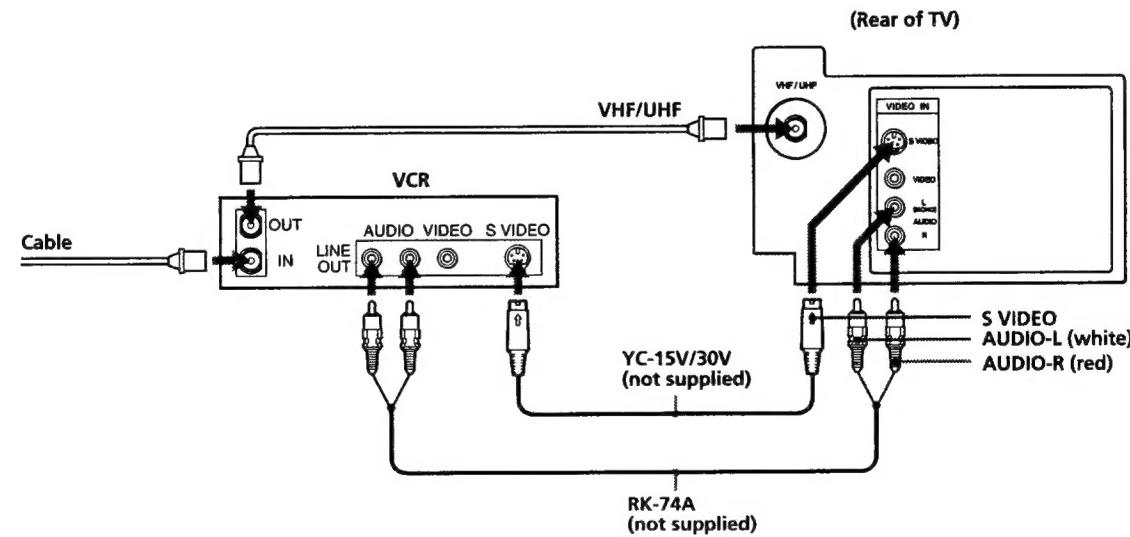 (Rear of TV)
VHF/UHF
VIDEO IN
VHF/UHF
S VIDEO
VCR
VIDEO
OUT
L
(MONO)
AUDIO
AUDIO VIDEO S VIDEO
R
Cable
LINE
OUT
IN
S VIDEO
AUDIO-L (white)
YC-15V/30V
(not supplied)
AUDIO-R (red)
RK-74A
(not supplied)